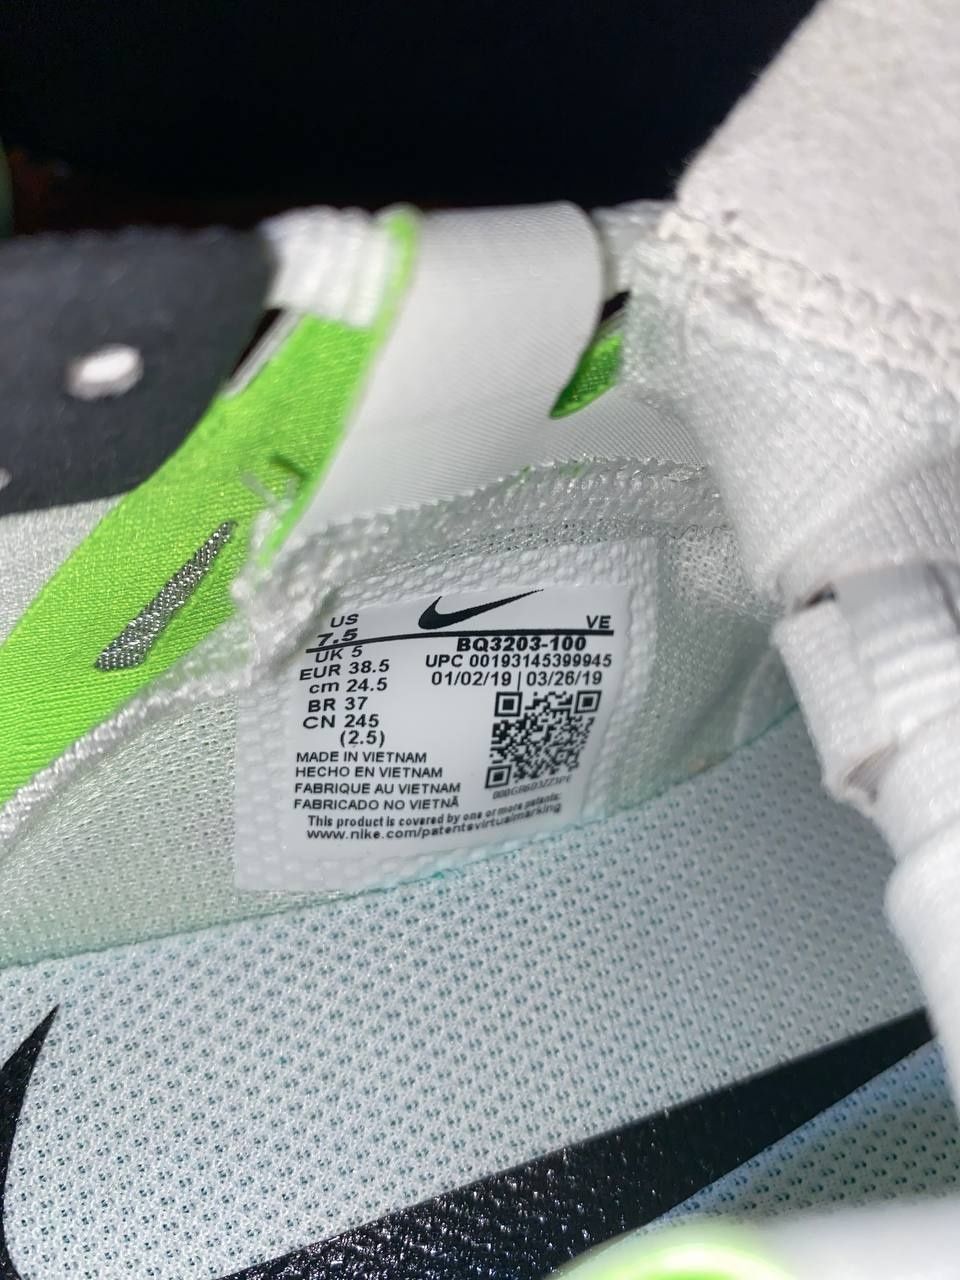 US
7.5
VE
UK 5
BQ3203-100
EUR 38.5
UPC 00193145399945
cm 24.5
01/02/19 | 03/26/19
BR 37
CN 245
(2.5)
MADE IN VIETNAM
HECHO EN VIETNAM
FABRIQUE AU VIETNAM
FABRICADO NO VIETNÃ
This product is covered by one or more patents:
www.nike.com/patentsvirtualmarking